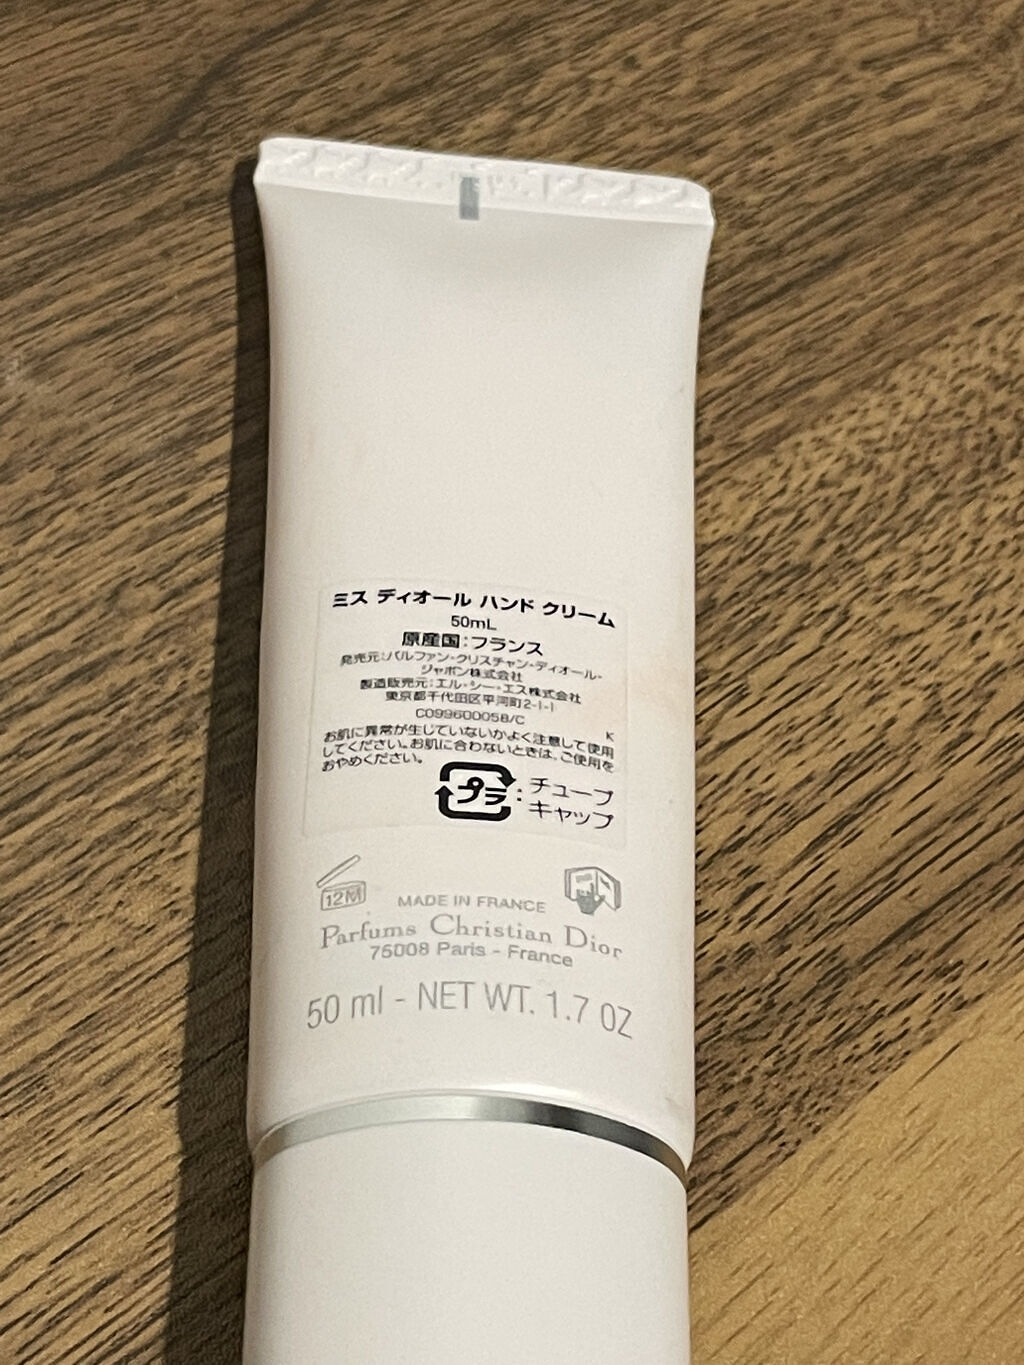 ミス ディオール ハンド クリーム
50mL
原産国:フランス
発売元:パルファン・クリスチャン・ディオール・
ジャポン株式会社
製造販売元:エル・シー・エス株式会社
東京都千代田区平河町2-1-1
C099600058/C K
お肌に異常が生じていないかよく注意して使用
してください。お肌に合わないときは、ご使用を
おやめください。
プラ : チューブ
キャップ
12M
MADE IN FRANCE
Parfums Christian Dior
75008 Paris - France
50 ml - NET WT. 1.7 OZ